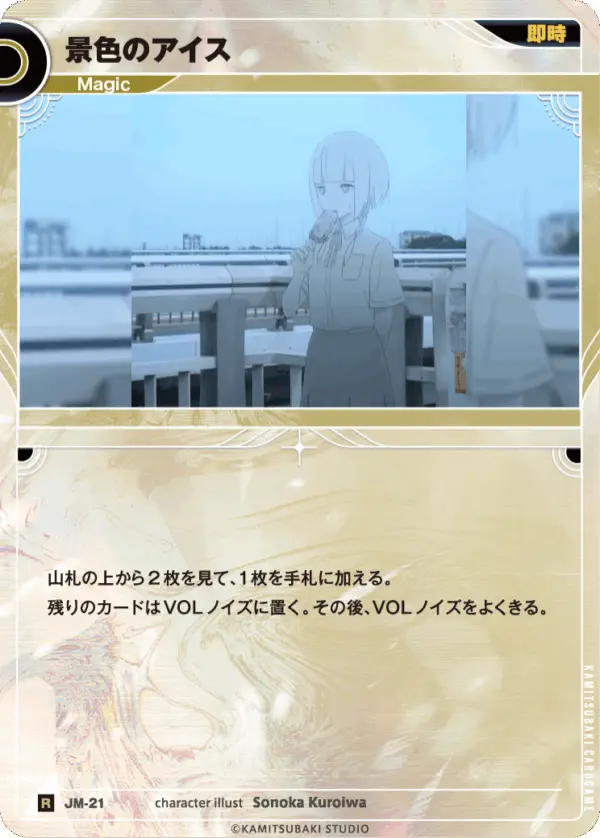 景色のアイス
即時
Magic
山札の上から2枚を見て、1枚を手札に加える。
残りのカードはVOLノイズに置く。その後、VOLノイズをよくきる。
KAMITSUBAKI CARDGAME
R JM-21 character illust Sonoka Kuroiwa
©KAMITSUBAKI STUDIO